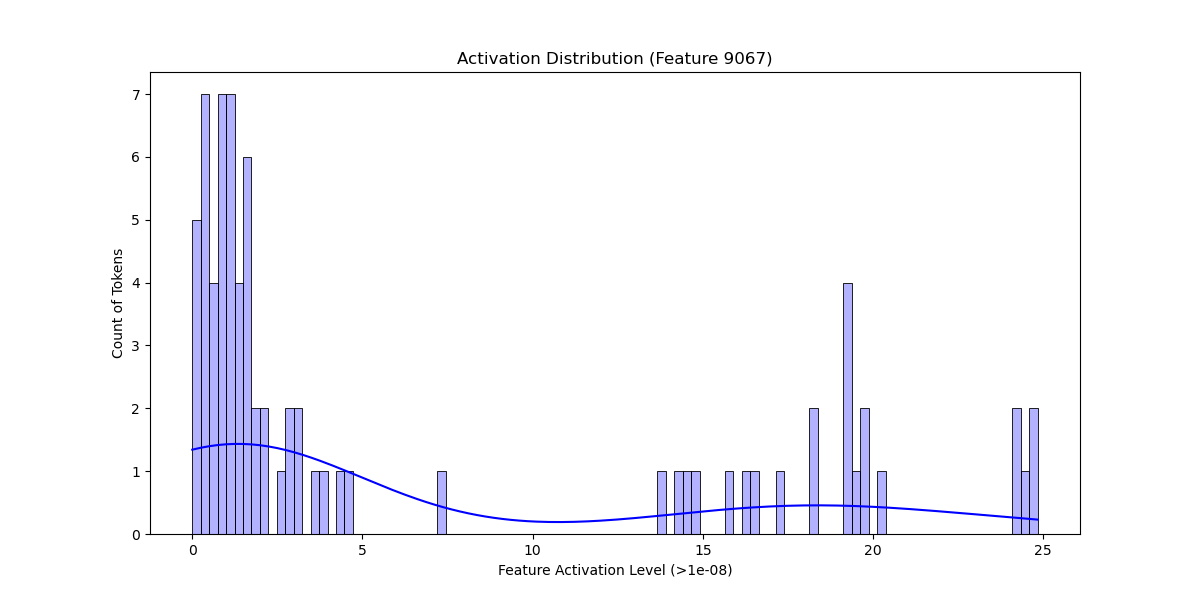 Activation Distribution (Feature 9067)
7
6
5
4
3
2
1
0
Count of Tokens
0 5 10 15 20 25
Feature Activation Level (>1e-08)